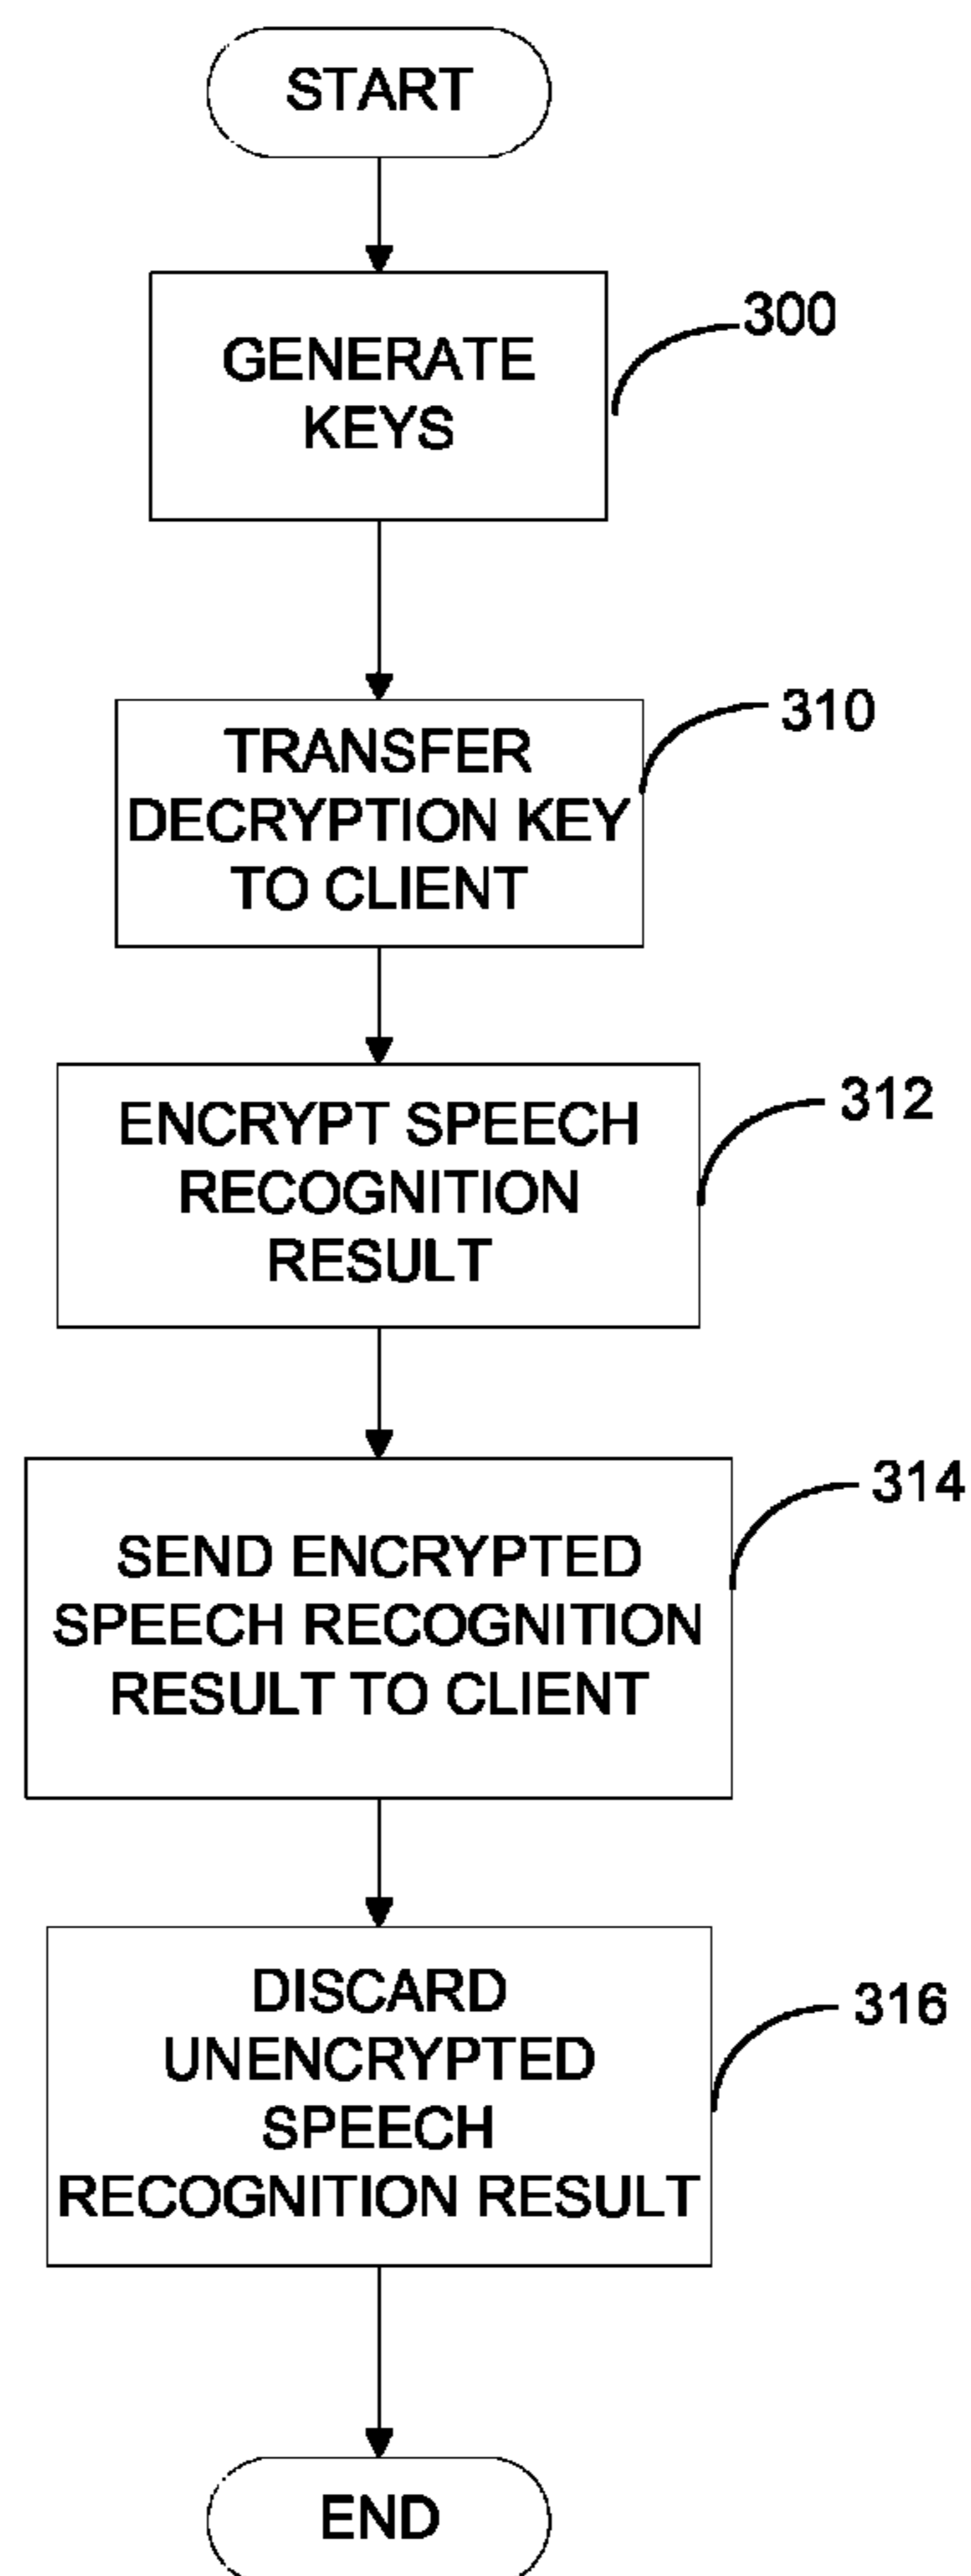 START
GENERATE
KEYS
300
TRANSFER
DECRYPTION KEY
TO CLIENT
310
ENCRYPT SPEECH
RECOGNITION
RESULT
312
SEND ENCRYPTED
SPEECH RECOGNITION
RESULT TO CLIENT
314
DISCARD
UNENCRYPTED
SPEECH
RECOGNITION RESULT
316
END